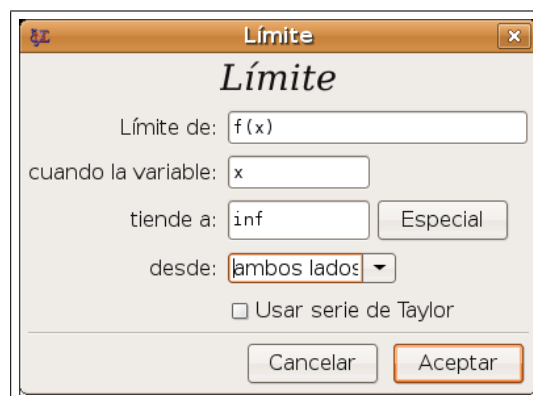 Límite
Límite
Límite de: f(x)
cuando la variable: x
tiende a: inf Especial
desde: ambos lados
Usar serie de Taylor
Cancelar Aceptar